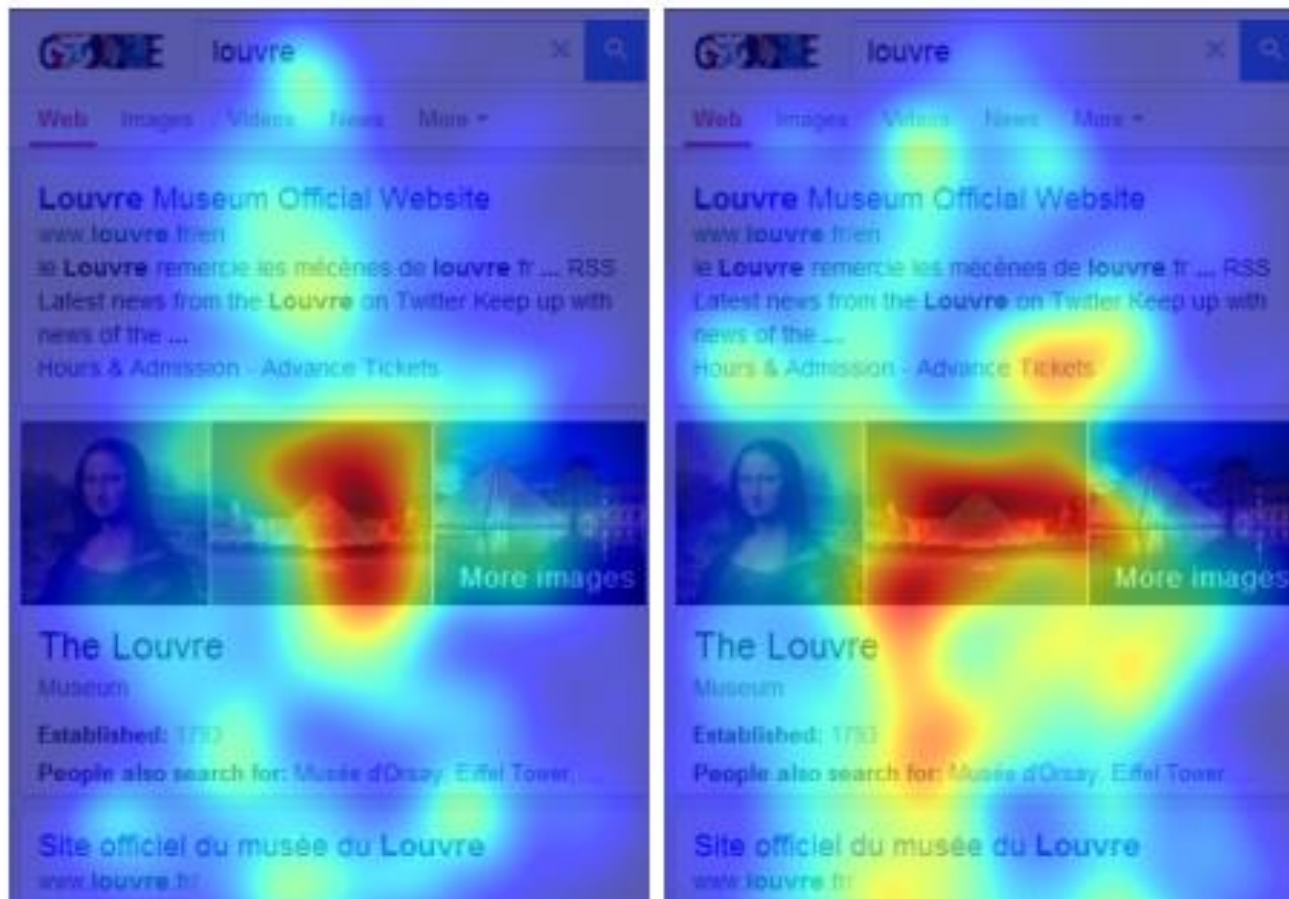 Google louvre
Web Images Videos News More
Louvre Museum Official Website
www.louvre.fr/en
le Louvre remercie les mécènes de louvre fr ... RSS
Latest news from the Louvre on Twitter Keep up with
news of the ...
Hours & Admission - Advance Tickets
More images
The Louvre
Museum
Established: 1793
People also search for: Musée d'Orsay, Eiffel Tower, ...
Site officiel du musée du Louvre
www.louvre.fr/
louvre
Web Images Videos News More
Louvre Museum Official Website
www.louvre.fr/en
le Louvre remercie les mécènes de louvre fr ... RSS
Latest news from the Louvre on Twitter Keep up with
news of the ...
Hours & Admission - Advance Tickets
More images
The Louvre
Museum
Established: 1793
People also search for: Musée d'Orsay, Eiffel Tower
Site officiel du musée du Louvre
www.louvre.fr/